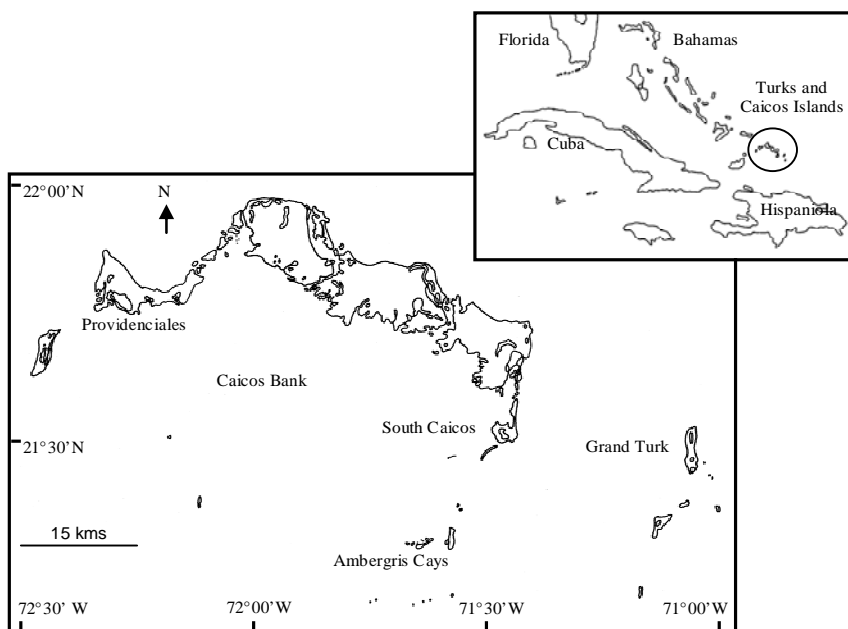 Florida
Bahamas
Turks and
Caicos Islands
Cuba
Hispaniola
22°00’N
N
Providenciales
Caicos Bank
South Caicos
21°30’N
Grand Turk
15 kms
Ambergris Cays
72°30’ W
72°00’W
71°30’W
71°00’W